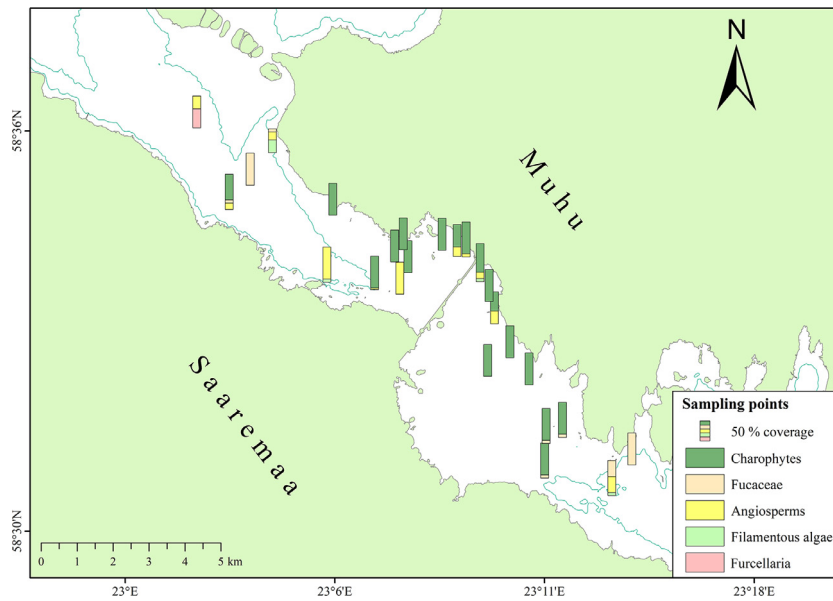 N
58°36'N
Muhu
Saaremaa
Sampling points
50 % coverage
Charophytes
Fucaceae
Angiosperms
Filamentous algae
Furcellaria
58°30'N
0 1 2 3 4 5 km
23°E 23°6'E 23°11'E 23°18'E